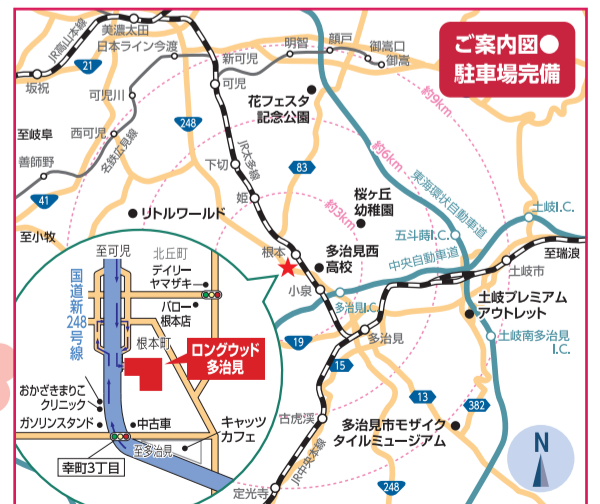 ご案内図●
駐車場完備
美濃太田
日本ライン今渡
JR高山本線
21
坂祝
可児川
新可児
可児
明智
顔戸
御嵩口
御嵩
花フェスタ
記念公園
約9km
約6km
約3km
至岐阜
西可児
善師野
名鉄広見線
248
JR太多線
下切
83
姫
41
リトルワールド
至小牧
桜ヶ丘
幼稚園
東海環状自動車道
土岐I.C.
五斗蒔I.C.
中央自動車道
至瑞浪
根本
多治見西
高校
小泉
多治見I.C.
土岐市
土岐プレミアム
アウトレット
多治見
土岐南多治見
I.C.
19
15
13
382
古虎渓
多治見市モザイク
タイルミュージアム
JR中央本線
定光寺
248
N
至可児
北丘町
デイリー
ヤマザキ
国道新248号線
バロー
根本店
根本町
ロングウッド
多治見
おかざきまりこ
クリニック
ガソリンスタンド
中古車
キャッツ
カフェ
至多治見
幸町3丁目